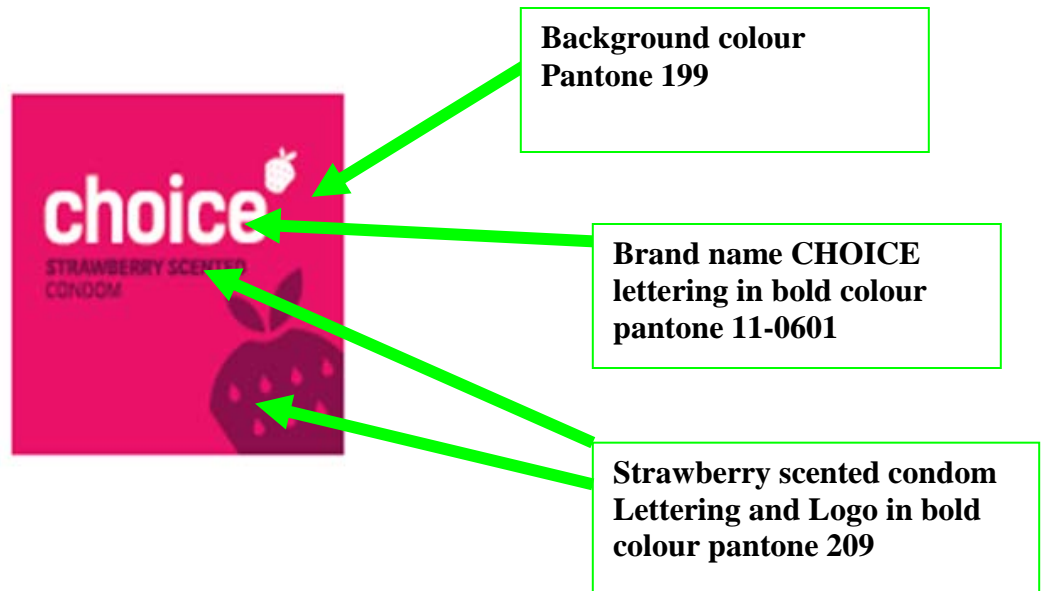 Background colour
Pantone 199
choice
STRAWBERRY SCENTED
CONDOM
Brand name CHOICE
lettering in bold colour
pantone 11-0601
Strawberry scented condom
Lettering and Logo in bold
colour pantone 209